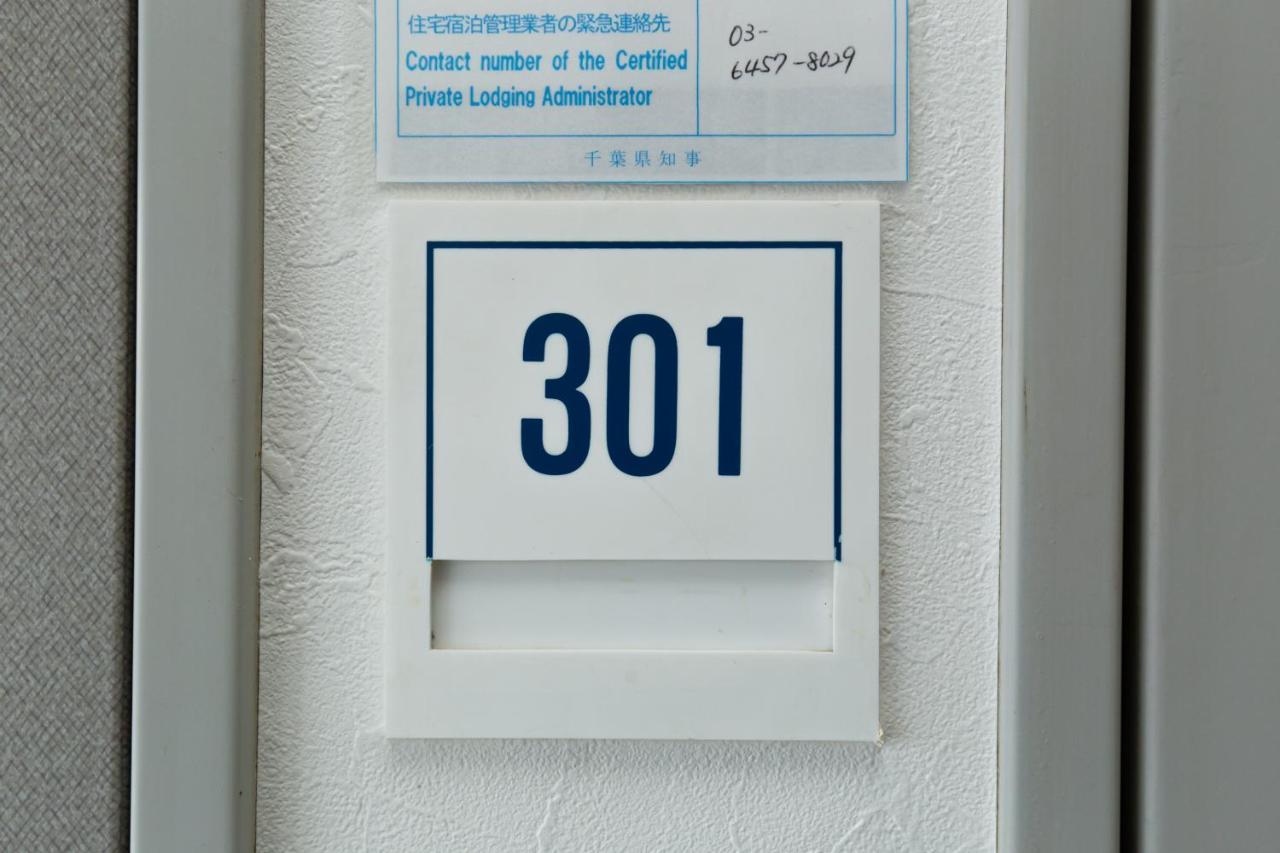 住宅宿泊管理業者の緊急連絡先
Contact number of the Certified
Private Lodging Administrator
03-
6457-8029
千葉県知事
301